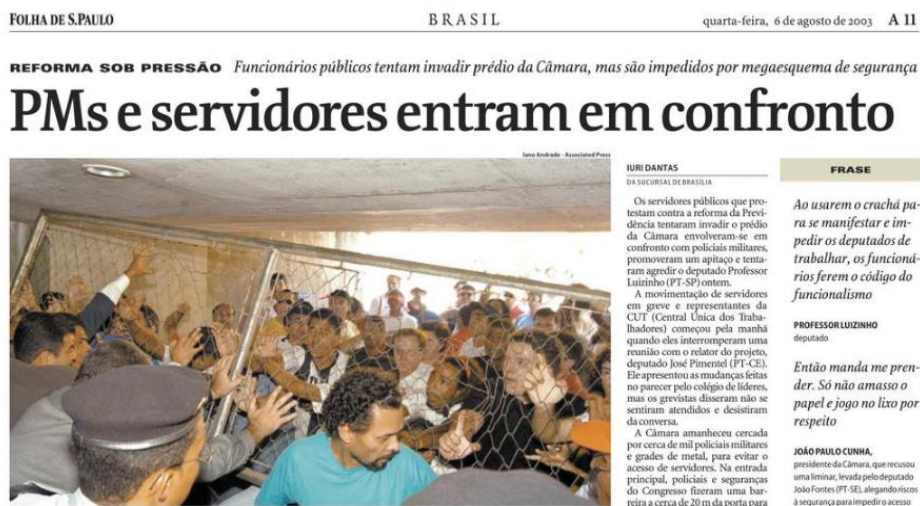 FOLHA DE S.PAULO
BRASIL
quarta-feira, 6 de agosto de 2003 A 11
REFORMA SOB PRESSÃO Funcionários públicos tentam invadir prédio da Câmara, mas são impedidos por megaesquema de segurança
PMs e servidores entram em confronto
Iano Andrade - Associated Press
IURI DANTAS
DA SUCURSAL DE BRASÍLIA
Os servidores públicos que pro-
testam contra a reforma da Previ-
dência tentaram invadir o prédio
da Câmara envolveram-se em
confronto com policiais militares,
promoveram um apitaço e tenta-
ram agredir o deputado Professor
Luizinho (PT-SP) ontem.
A movimentação de servidores
em greve e representantes da
CUT (Central Única dos Traba-
lhadores) começou pela manhã
quando eles interromperam uma
reunião com o relator do projeto,
deputado José Pimentel (PT-CE).
Ele apresentou as mudanças feitas
no parecer pelo colégio de líderes,
mas os grevistas disseram não se
sentiram atendidos e desistiram
da conversa.
A Câmara amanheceu cercada
por cerca de mil policiais militares
e grades de metal, para evitar o
acesso de servidores. Na entrada
principal, policiais e seguranças
do Congresso fizeram uma bar-
reira a cerca de 20 m da porta para
FRASE
Ao usarem o crachá pa-
ra se manifestar e im-
pedir os deputados de
trabalhar, os funcioná-
rios ferem o código do
funcionalismo
PROFESSOR LUIZINHO
deputado
Então manda me pren-
der. Só não amasso o
papel e jogo no lixo por
respeito
JOÃO PAULO CUNHA,
presidente da Câmara, que recusou
uma liminar, levada pelo deputado
João Fontes (PT-SE), alegando riscos
à segurança para impedir o acesso